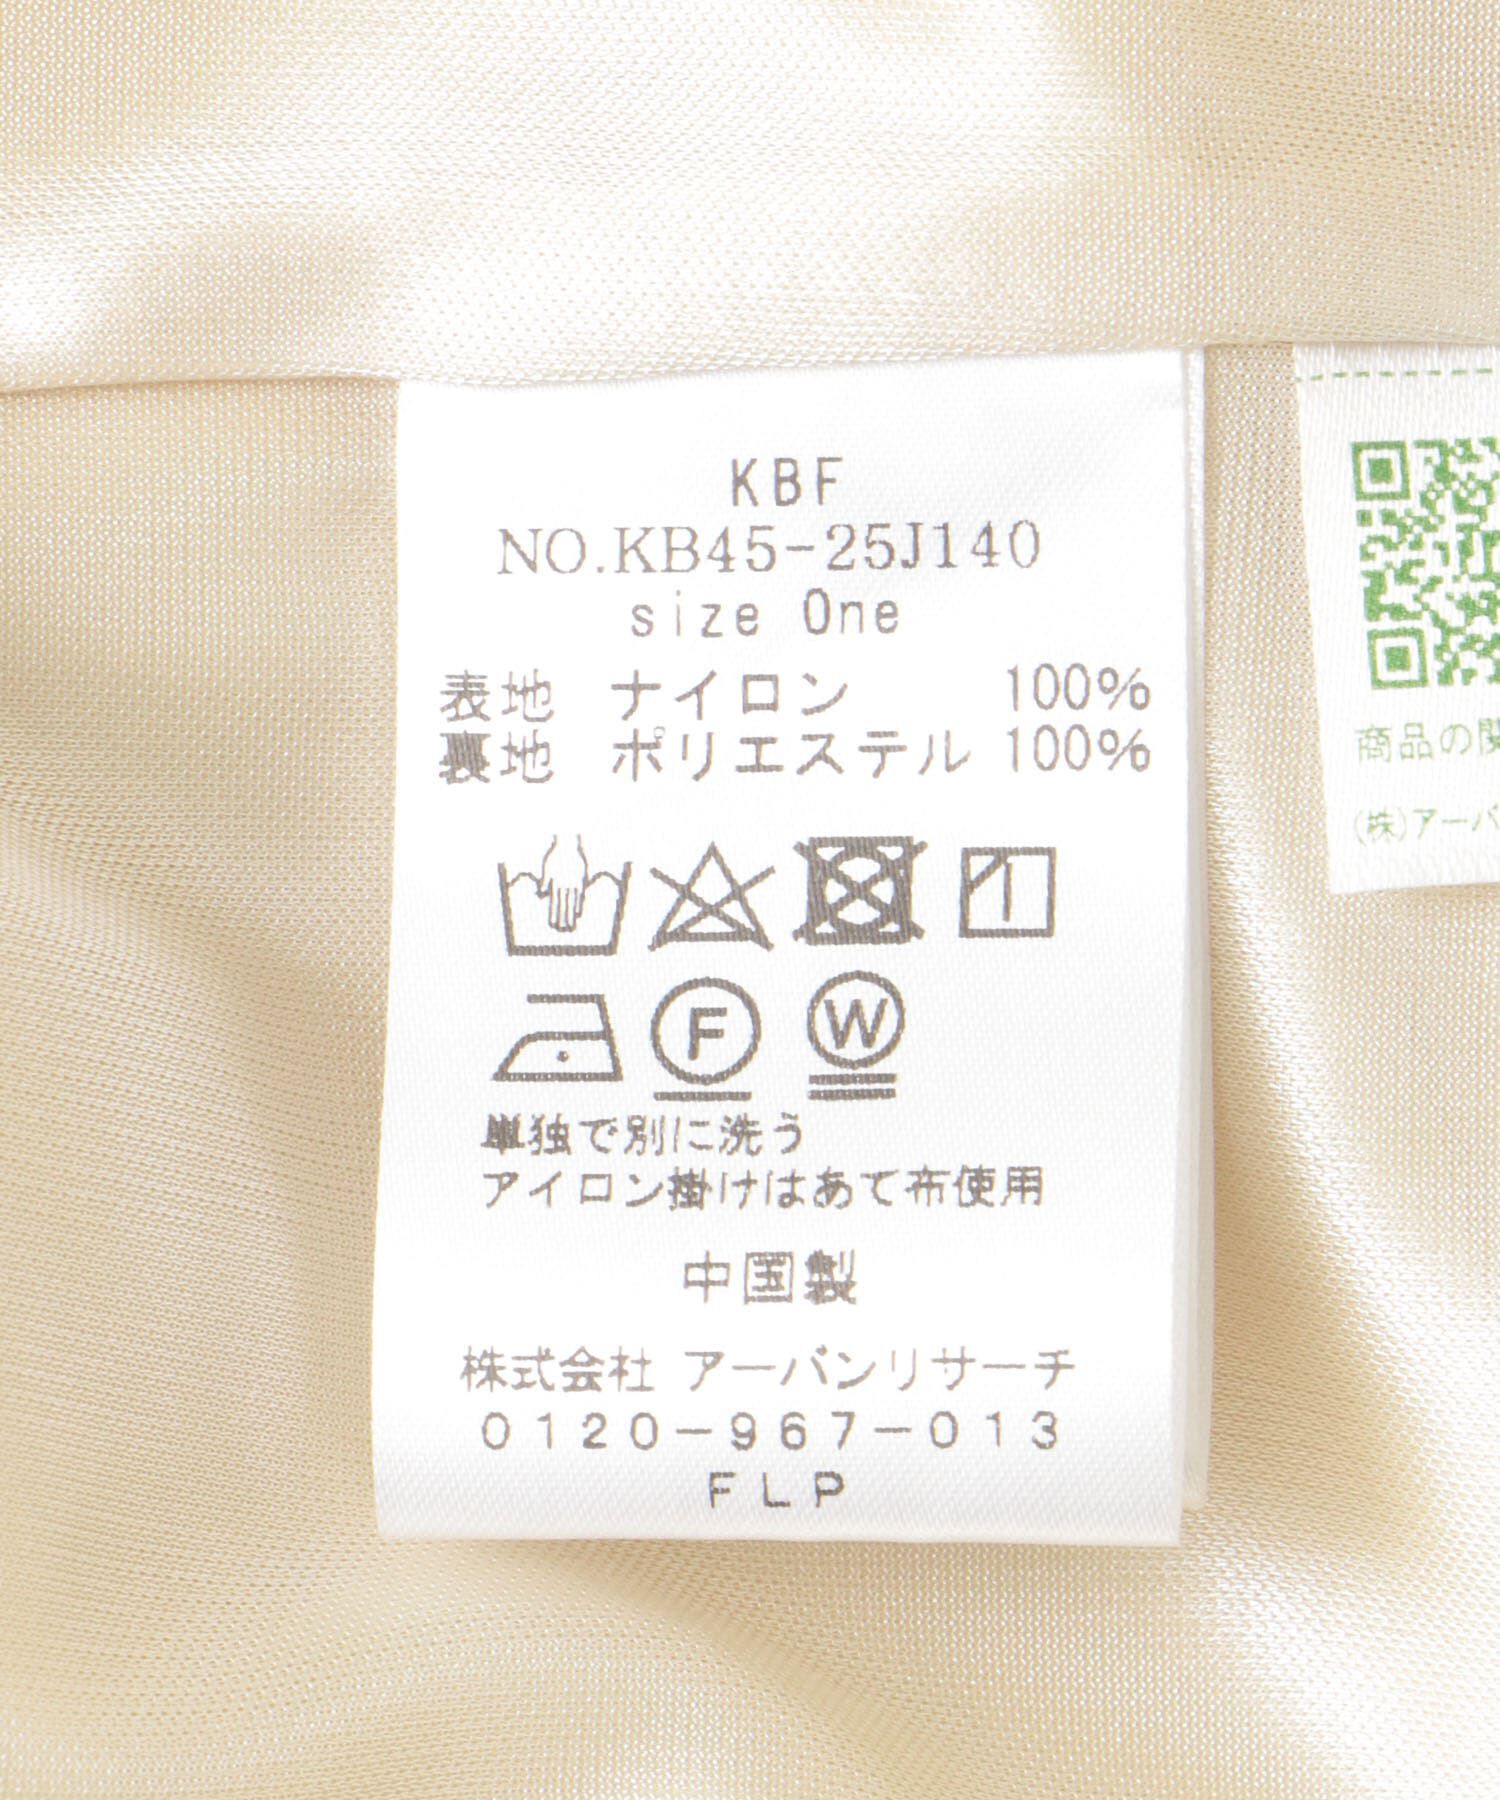 KBF
NO.KB45-25J140
size One
表地 ナイロン 100%
裏地 ポリエステル 100%
F
W
単独で別に洗う
アイロン掛けはあて布使用
中国製
株式会社 アーバンリサーチ
0120-967-013
FLP
商品の関
(株)アーバ